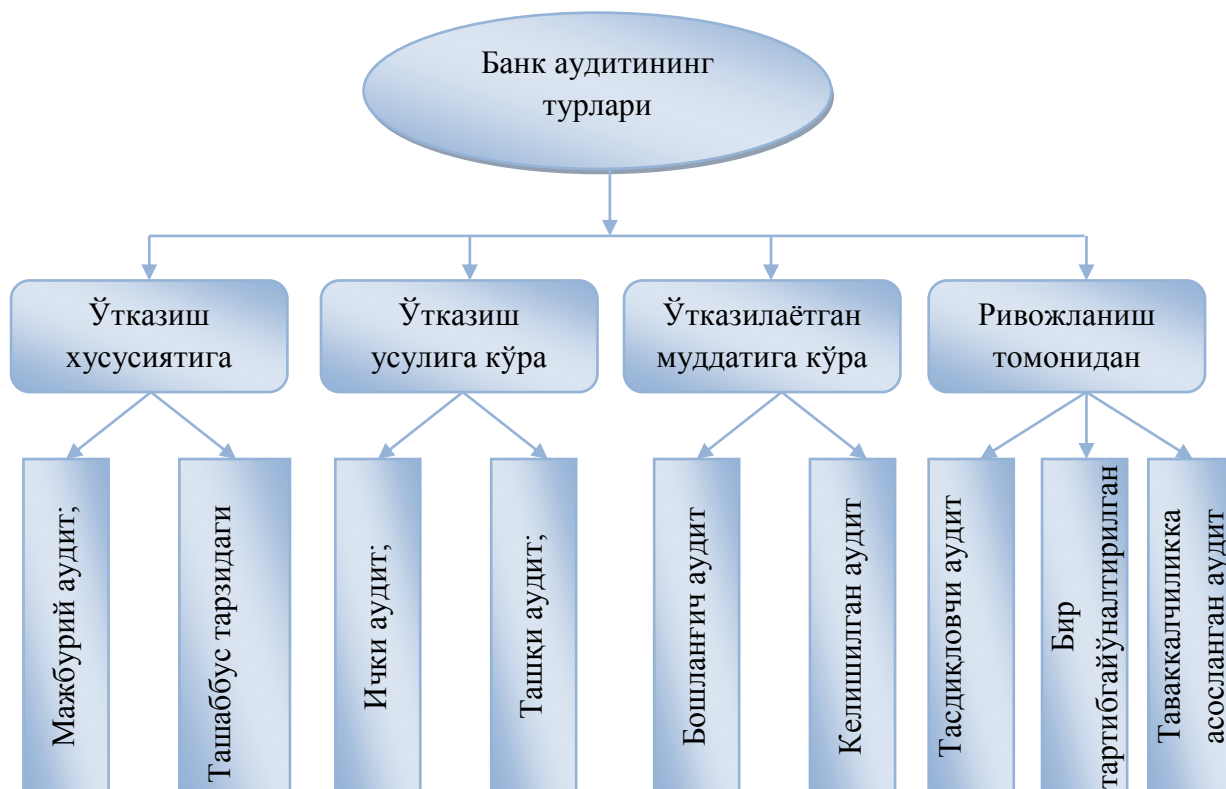 Банк аудитининг
турлари
Ўтказиш
хусусиятига
Ўтказиш
усулига кўра
Ўтказилаётган
муддатига кўра
Ривожланиш
томонидан
Мажбурий аудит;
Ташаббус тарзидаги
Ички аудит;
Ташқи аудит;
Бошланғич аудит
Келишилган аудит
Тасдиқловчи аудит
Бир
тартибгайўналтирилган
Таваккалчиликка
асосланган аудит